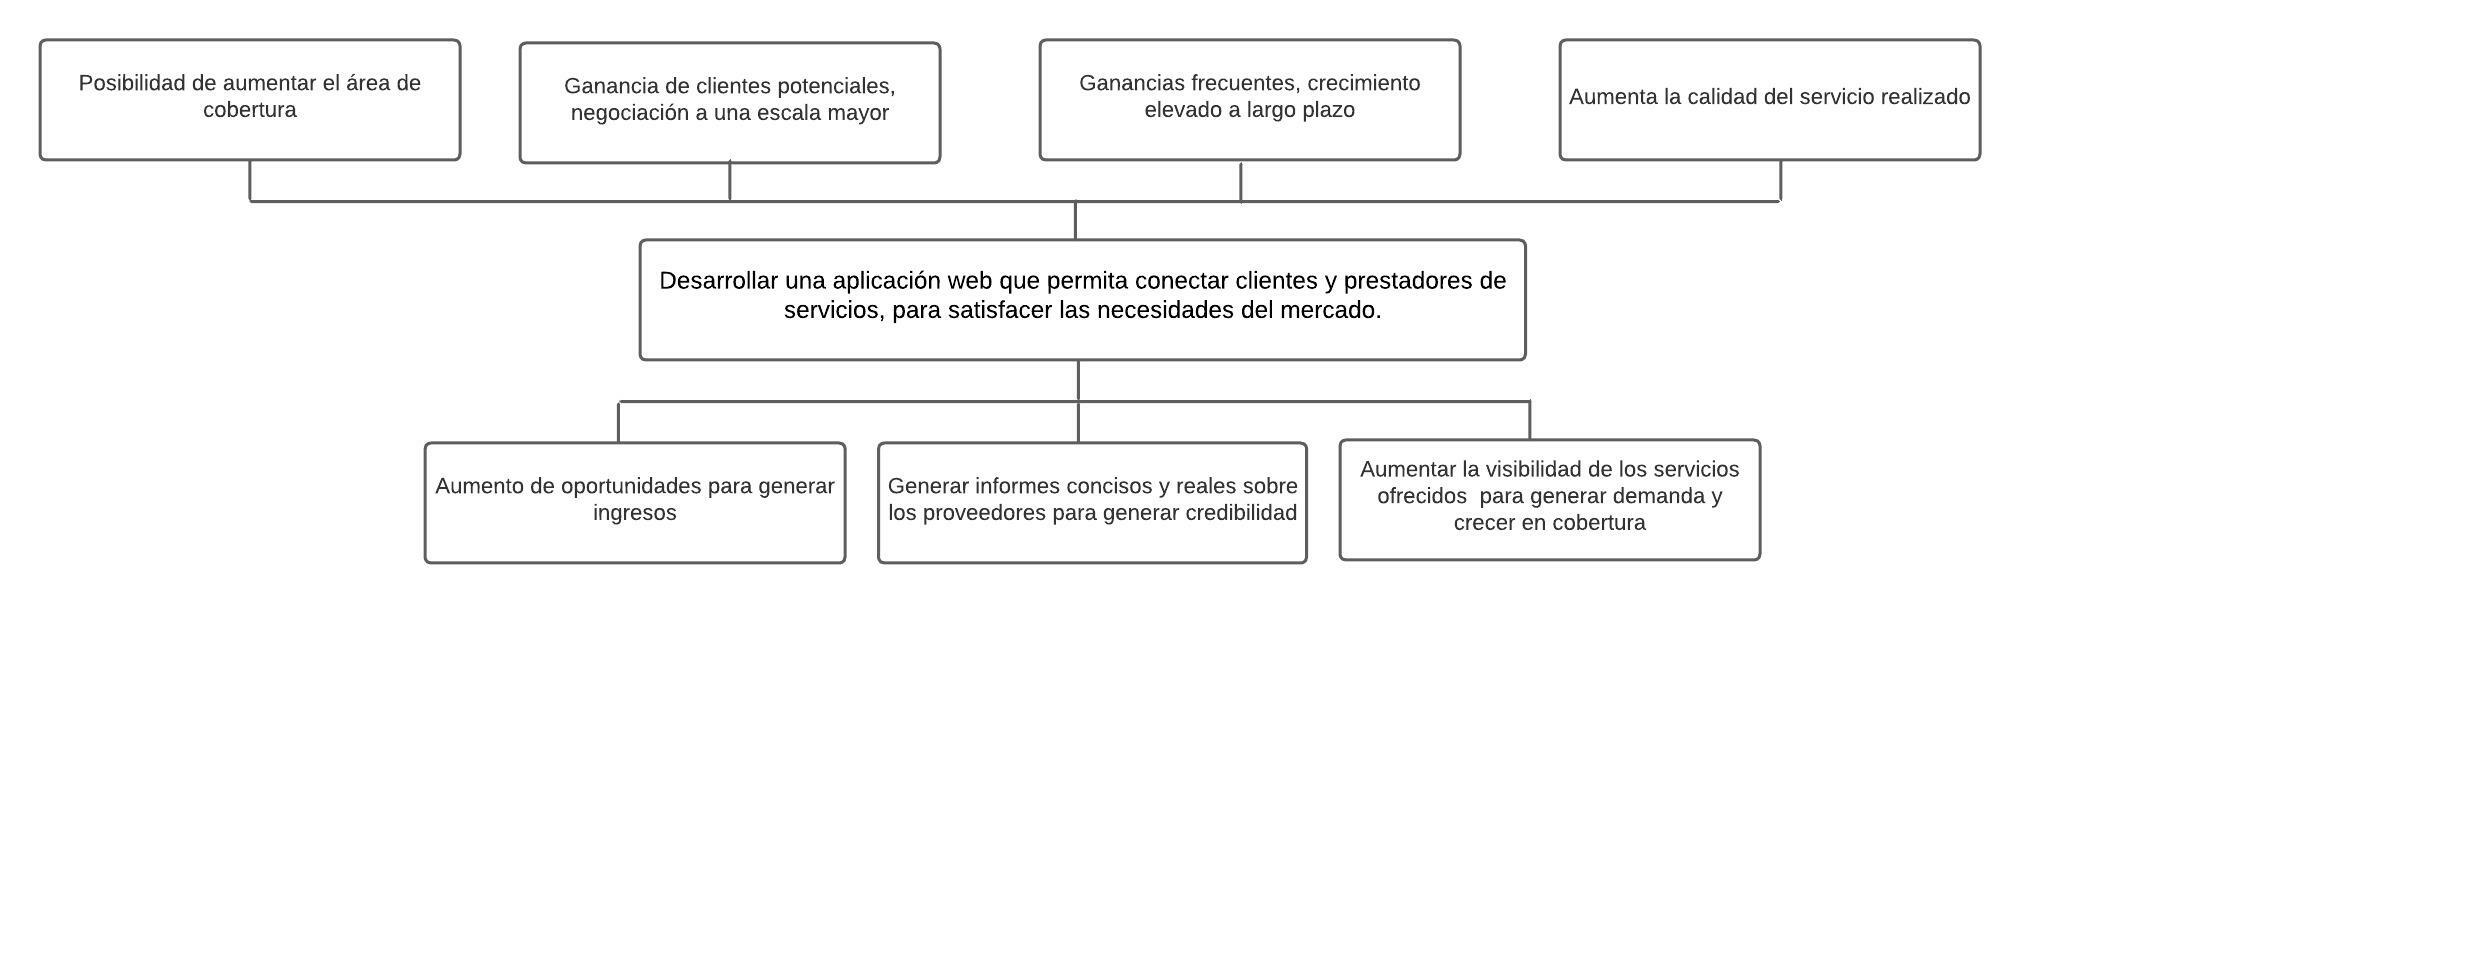 Posibilidad de aumentar el área de
cobertura
Ganancia de clientes potenciales,
negociación a una escala mayor
Ganancias frecuentes, crecimiento
elevado a largo plazo
Aumenta la calidad del servicio realizado
Desarrollar una aplicación web que permita conectar clientes y prestadores de
servicios, para satisfacer las necesidades del mercado.
Aumento de oportunidades para generar
ingresos
Generar informes concisos y reales sobre
los proveedores para generar credibilidad
Aumentar la visibilidad de los servicios
ofrecidos  para generar demanda y
crecer en cobertura